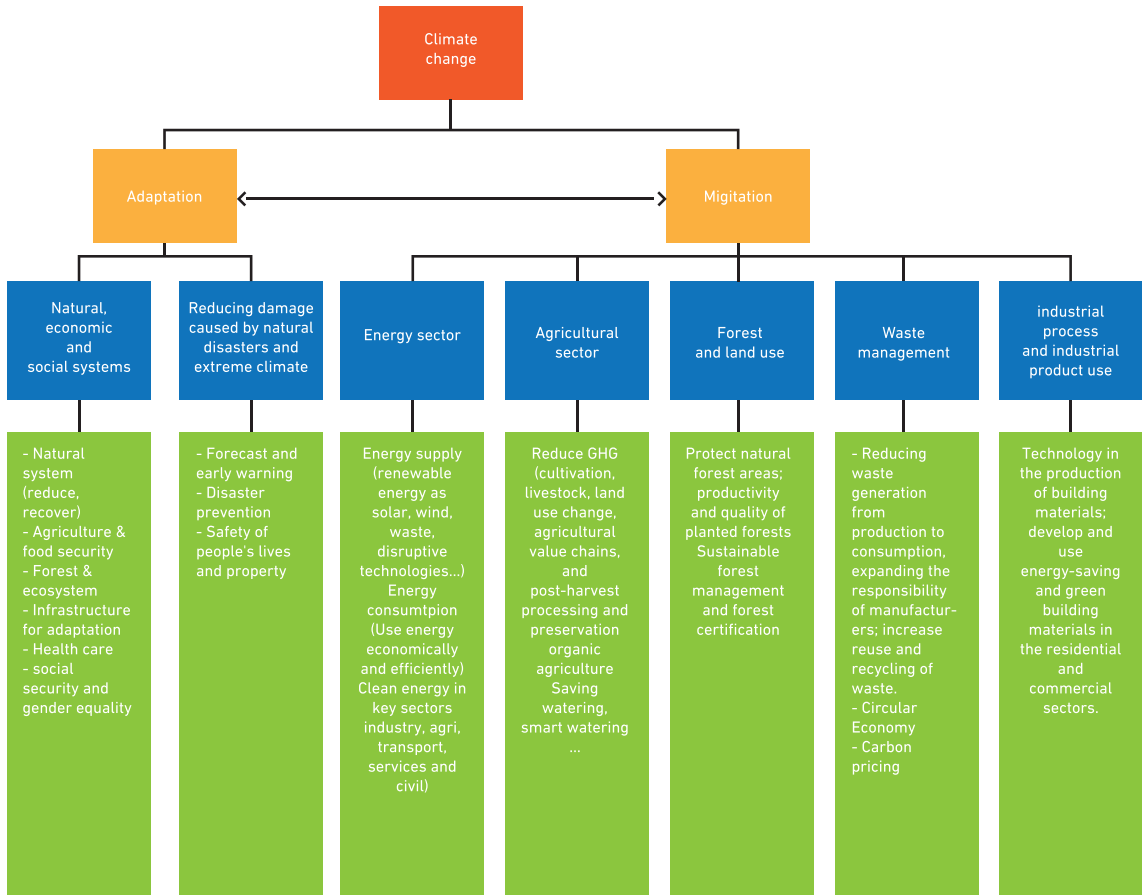 Climate
change
Adaptation
Migitation
Natural,
economic
and
social systems
Reducing damage
caused by natural
disasters and
extreme climate
Energy sector
Agricultural
sector
Forest
and land use
Waste
management
industrial
process
and industrial
product use
- Natural
system
(reduce,
recover)
- Agriculture &
food security
- Forest &
ecosystem
- Infrastructure
for adaptation
- Health care
- social
security and
gender equality
- Forecast and
early warning
- Disaster
prevention
- Safety of
people's lives
and property
Energy supply
(renewable
energy as
solar, wind,
waste,
disruptive
technologies...)
Energy
consumtpion
(Use energy
economically
and efficiently)
Clean energy in
key sectors
industry, agri,
transport,
services and
civil)
Reduce GHG
(cultivation,
livestock, land
use change,
agricultural
value chains,
and
post-harvest
processing and
preservation
organic
agriculture
Saving
watering,
smart watering
...
Protect natural
forest areas;
productivity
and quality of
planted forests
Sustainable
forest
management
and forest
certification
- Reducing
waste
generation
from
production to
consumption,
expanding the
responsibility
of manufactur-
ers; increase
reuse and
recycling of
waste.
- Circular
Economy
- Carbon
pricing
Technology in
the production
of building
materials;
develop and
use
energy-saving
and green
building
materials in
the residential
and
commercial
sectors.